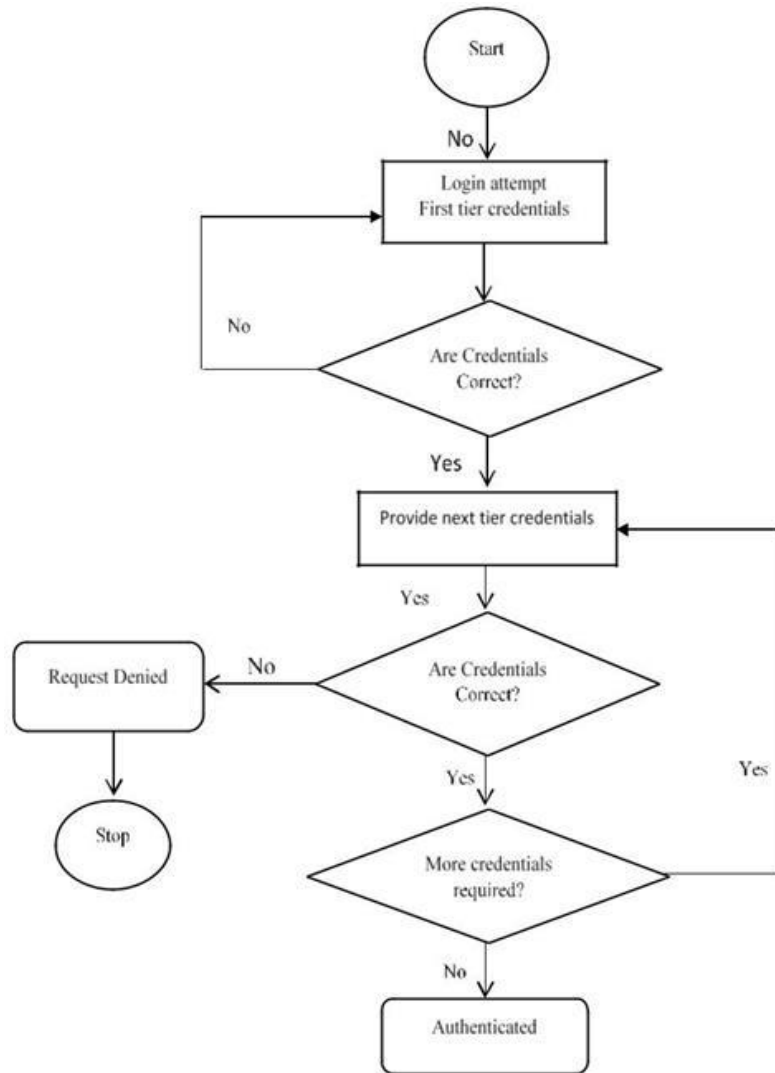 Start
No
Login attempt
First tier credentials
No
Are Credentials
Correct?
Yes
Provide next tier credentials
Yes
Request Denied
No
Are Credentials
Correct?
Yes
Yes
Stop
More credentials
required?
No
Authenticated